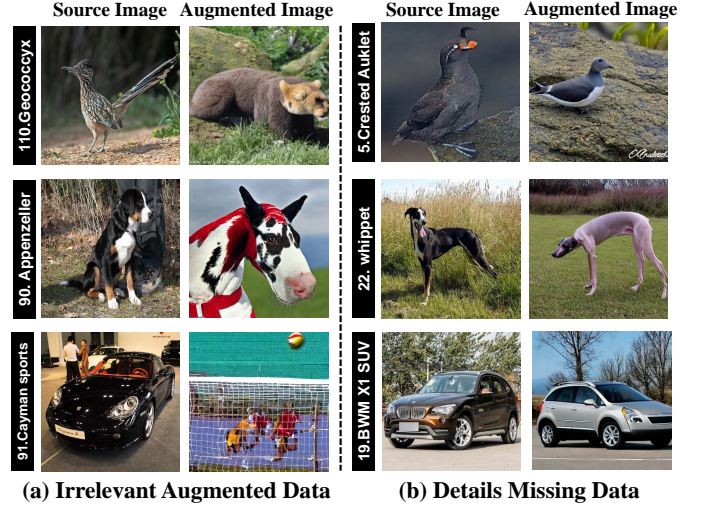 Source Image Augmented Image Source Image Augmented Image
110.Geococcyx
5.Crested Auklet
90. Appenzeller
22. whippet
91.Cayman sports
19.BWM X1 SUV
(a) Irrelevant Augmented Data (b) Details Missing Data